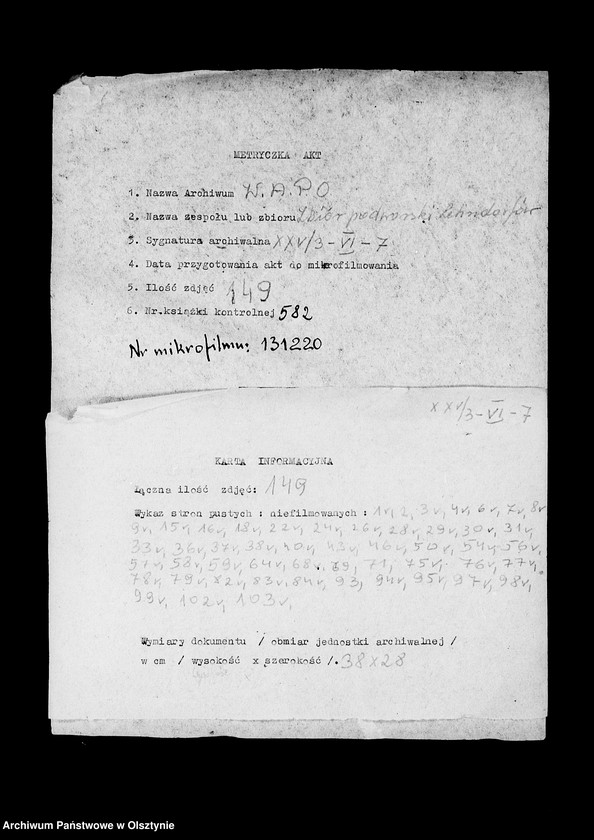 METRYCZKA AKT
1. Nazwa Archiwum W.A.P.O
2. Nazwa zespołu lub zbioru Zbiór podworski Lehndorfów
3. Sygnatura archiwalna XXV/3-VI-7
4. Data przygotowania akt do mikrofilmowania
5. Ilość zdjęć 149
6. Nr.książki kontrolnej 582
Nr mikrofilmu: 131220
XXV/3-VI-7
KARTA INFORMACYJNA
Łączna ilość zdjęć: 149
Wykaz stron pustych : niefilmowanych : 1v, 2, 3v, 4v, 6v, 7v, 8v
9v, 15v, 16v, 18v, 22v, 24v, 26v, 28v, 29v, 30v, 31v,
33v, 36v, 37v, 38v, 40v, 43v, 46v, 50v, 54v-56v,
57v, 58v, 59v, 64v, 68v, 69, 71, 75v, 76v, 77v,
78v, 79v, 82v, 83v, 84v, 93, 94v, 95v, 97v, 98v,
99v, 102v, 103v,
Wymiary dokumentu / obmiar jednostki archiwalnej /
w cm / wysokość x szerokość /. 38x28
Archiwum Państwowe w Olsztynie